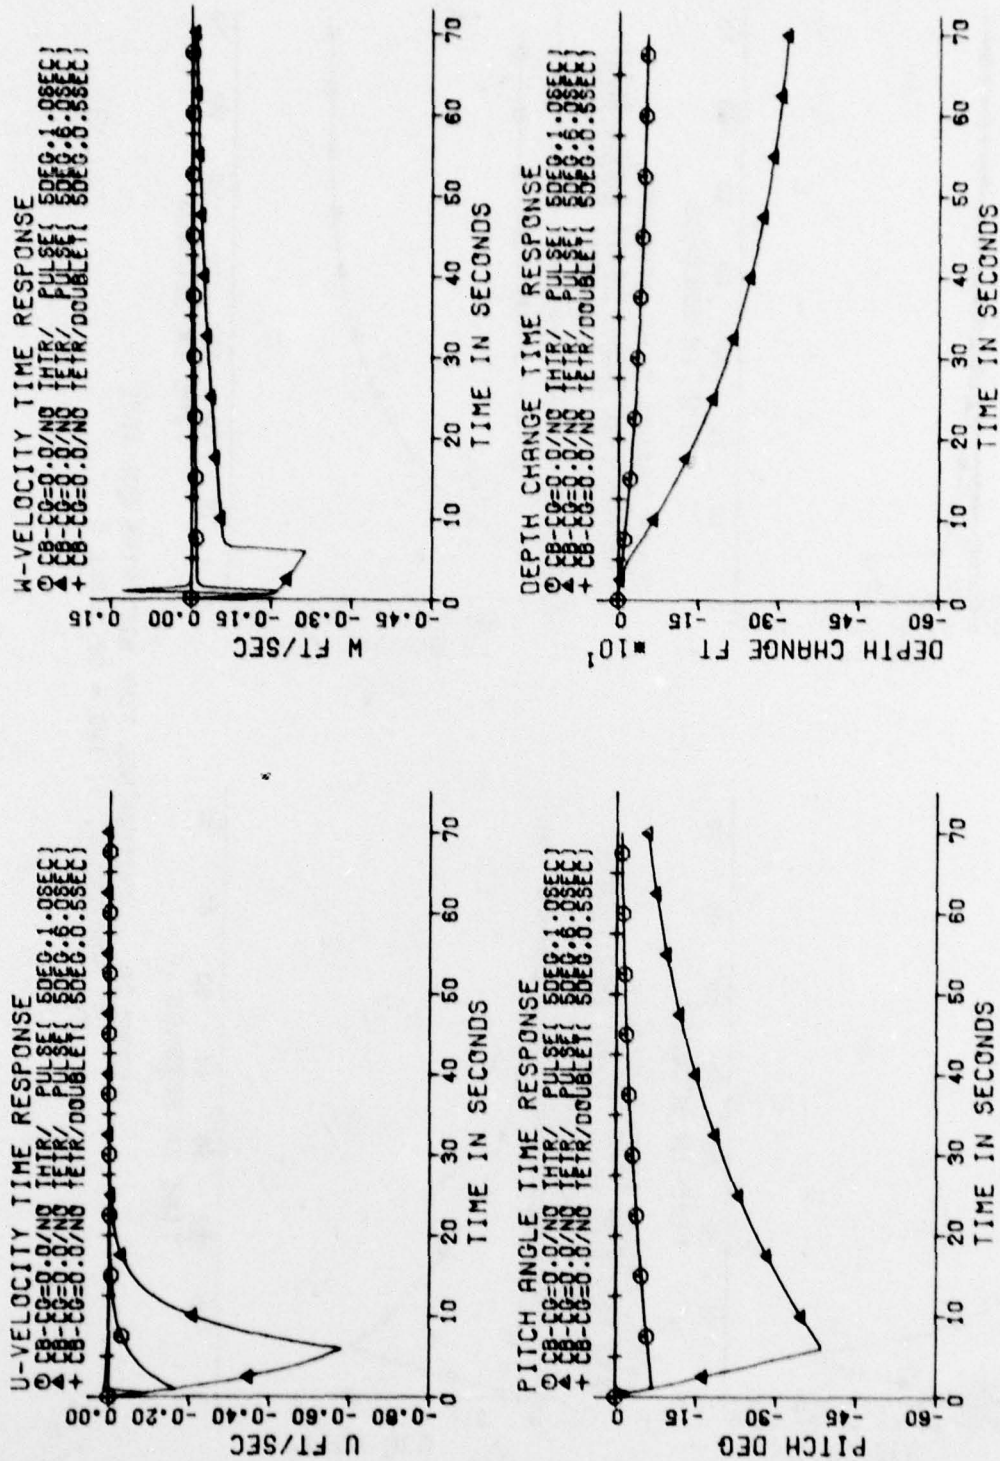 U-VELOCITY TIME RESPONSE
CB-CG=0.0/NO
PULSE( 5DEG.1.0SEC)
CB-CG=0.0/NO
PULSE( 5DEG.6.0SEC)
CB-CG=0.0/NO TETR/DOUBLET( 5DEG.0.5SEC)
U FT/SEC
0.00
-0.20
-0.40
-0.60
-0.80
0 10 20 30 40 50 60 70
TIME IN SECONDS
W-VELOCITY TIME RESPONSE
CB-CG=0.0/NO
PULSE( 5DEG.1.0SEC)
CB-CG=0.0/NO
PULSE( 5DEG.6.0SEC)
CB-CG=0.0/NO TETR/DOUBLET( 5DEG.0.5SEC)
W FT/SEC
0.15
0.00
-0.15
-0.30
-0.45
0 10 20 30 40 50 60 70
TIME IN SECONDS
PITCH ANGLE TIME RESPONSE
CB-CG=0.0/NO
PULSE( 5DEG.1.0SEC)
CB-CG=0.0/NO
PULSE( 5DEG.6.0SEC)
CB-CG=0.0/NO TETR/DOUBLET( 5DEG.0.5SEC)
PITCH DEG
0
-15
-30
-45
-60
0 10 20 30 40 50 60 70
TIME IN SECONDS
DEPTH CHANGE TIME RESPONSE
CB-CG=0.0/NO
PULSE( 5DEG.1.0SEC)
CB-CG=0.0/NO
PULSE( 5DEG.6.0SEC)
CB-CG=0.0/NO TETR/DOUBLET( 5DEG.0.5SEC)
DEPTH CHANGE FT *10¹
0
-15
-30
-45
-60
0 10 20 30 40 50 60 70
TIME IN SECONDS